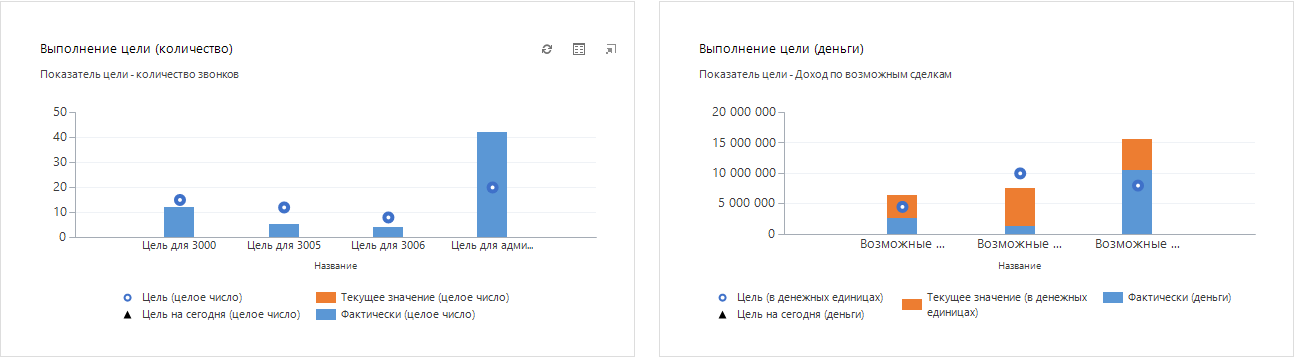 Выполнение цели (количество)
Показатель цели - количество звонков
50
40
30
20
10
0
Цель для 3000
Цель для 3005
Цель для 3006
Цель для адми...
Название
Цель (целое число)
Текущее значение (целое число)
Цель на сегодня (целое число)
Фактически (целое число)
Выполнение цели (деньги)
Показатель цели - Доход по возможным сделкам
20 000 000
15 000 000
10 000 000
5 000 000
0
Возможные ...
Возможные ...
Возможные ...
Название
Цель (в денежных единицах)
Текущее значение (в денежных
единицах)
Фактически (деньги)
Цель на сегодня (деньги)